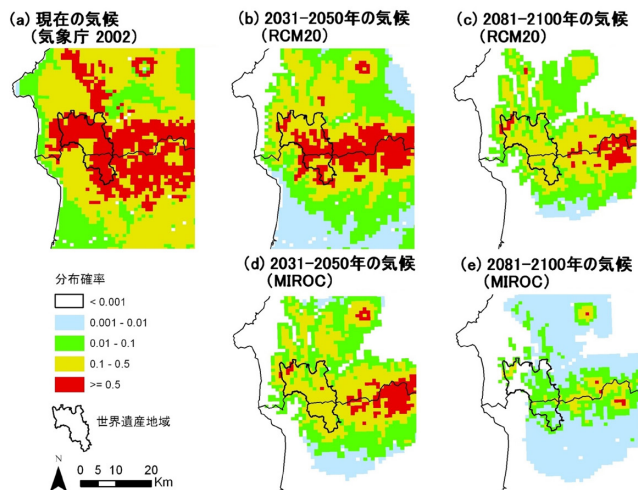 (a) 現在の気候
(気象庁 2002)
(b) 2031-2050年の気候
(RCM20)
(c) 2081-2100年の気候
(RCM20)
分布確率
< 0.001
0.001 - 0.01
0.01 - 0.1
0.1 - 0.5
>= 0.5
世界遺産地域
N
0 5 10 20
Km
(d) 2031-2050年の気候
(MIROC)
(e) 2081-2100年の気候
(MIROC)